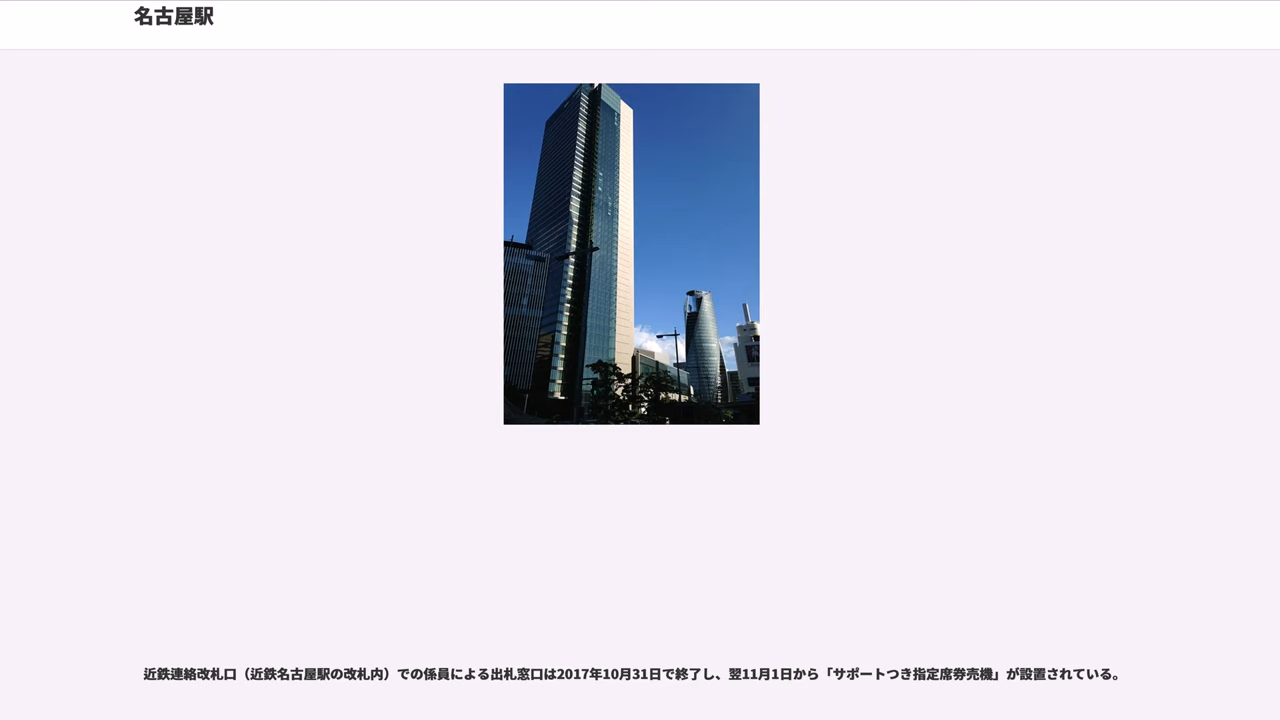 名古屋駅
近鉄連絡改札口（近鉄名古屋駅の改札内）での係員による出札窓口は2017年10月31日で終了し、翌11月1日から「サポートつき指定席券売機」が設置されている。